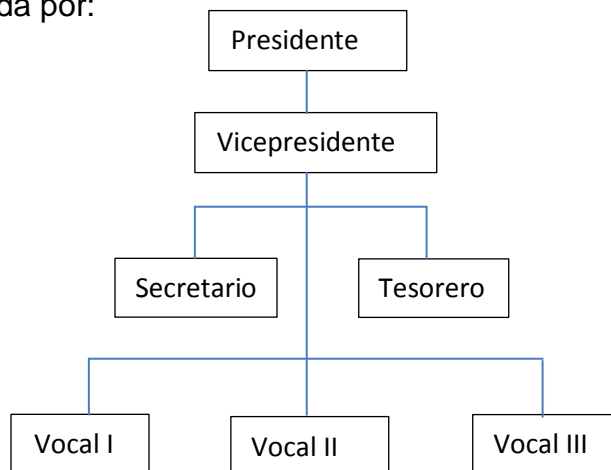 da por:
Presidente
Vicepresidente
Secretario Tesorero
Vocal I Vocal II Vocal III